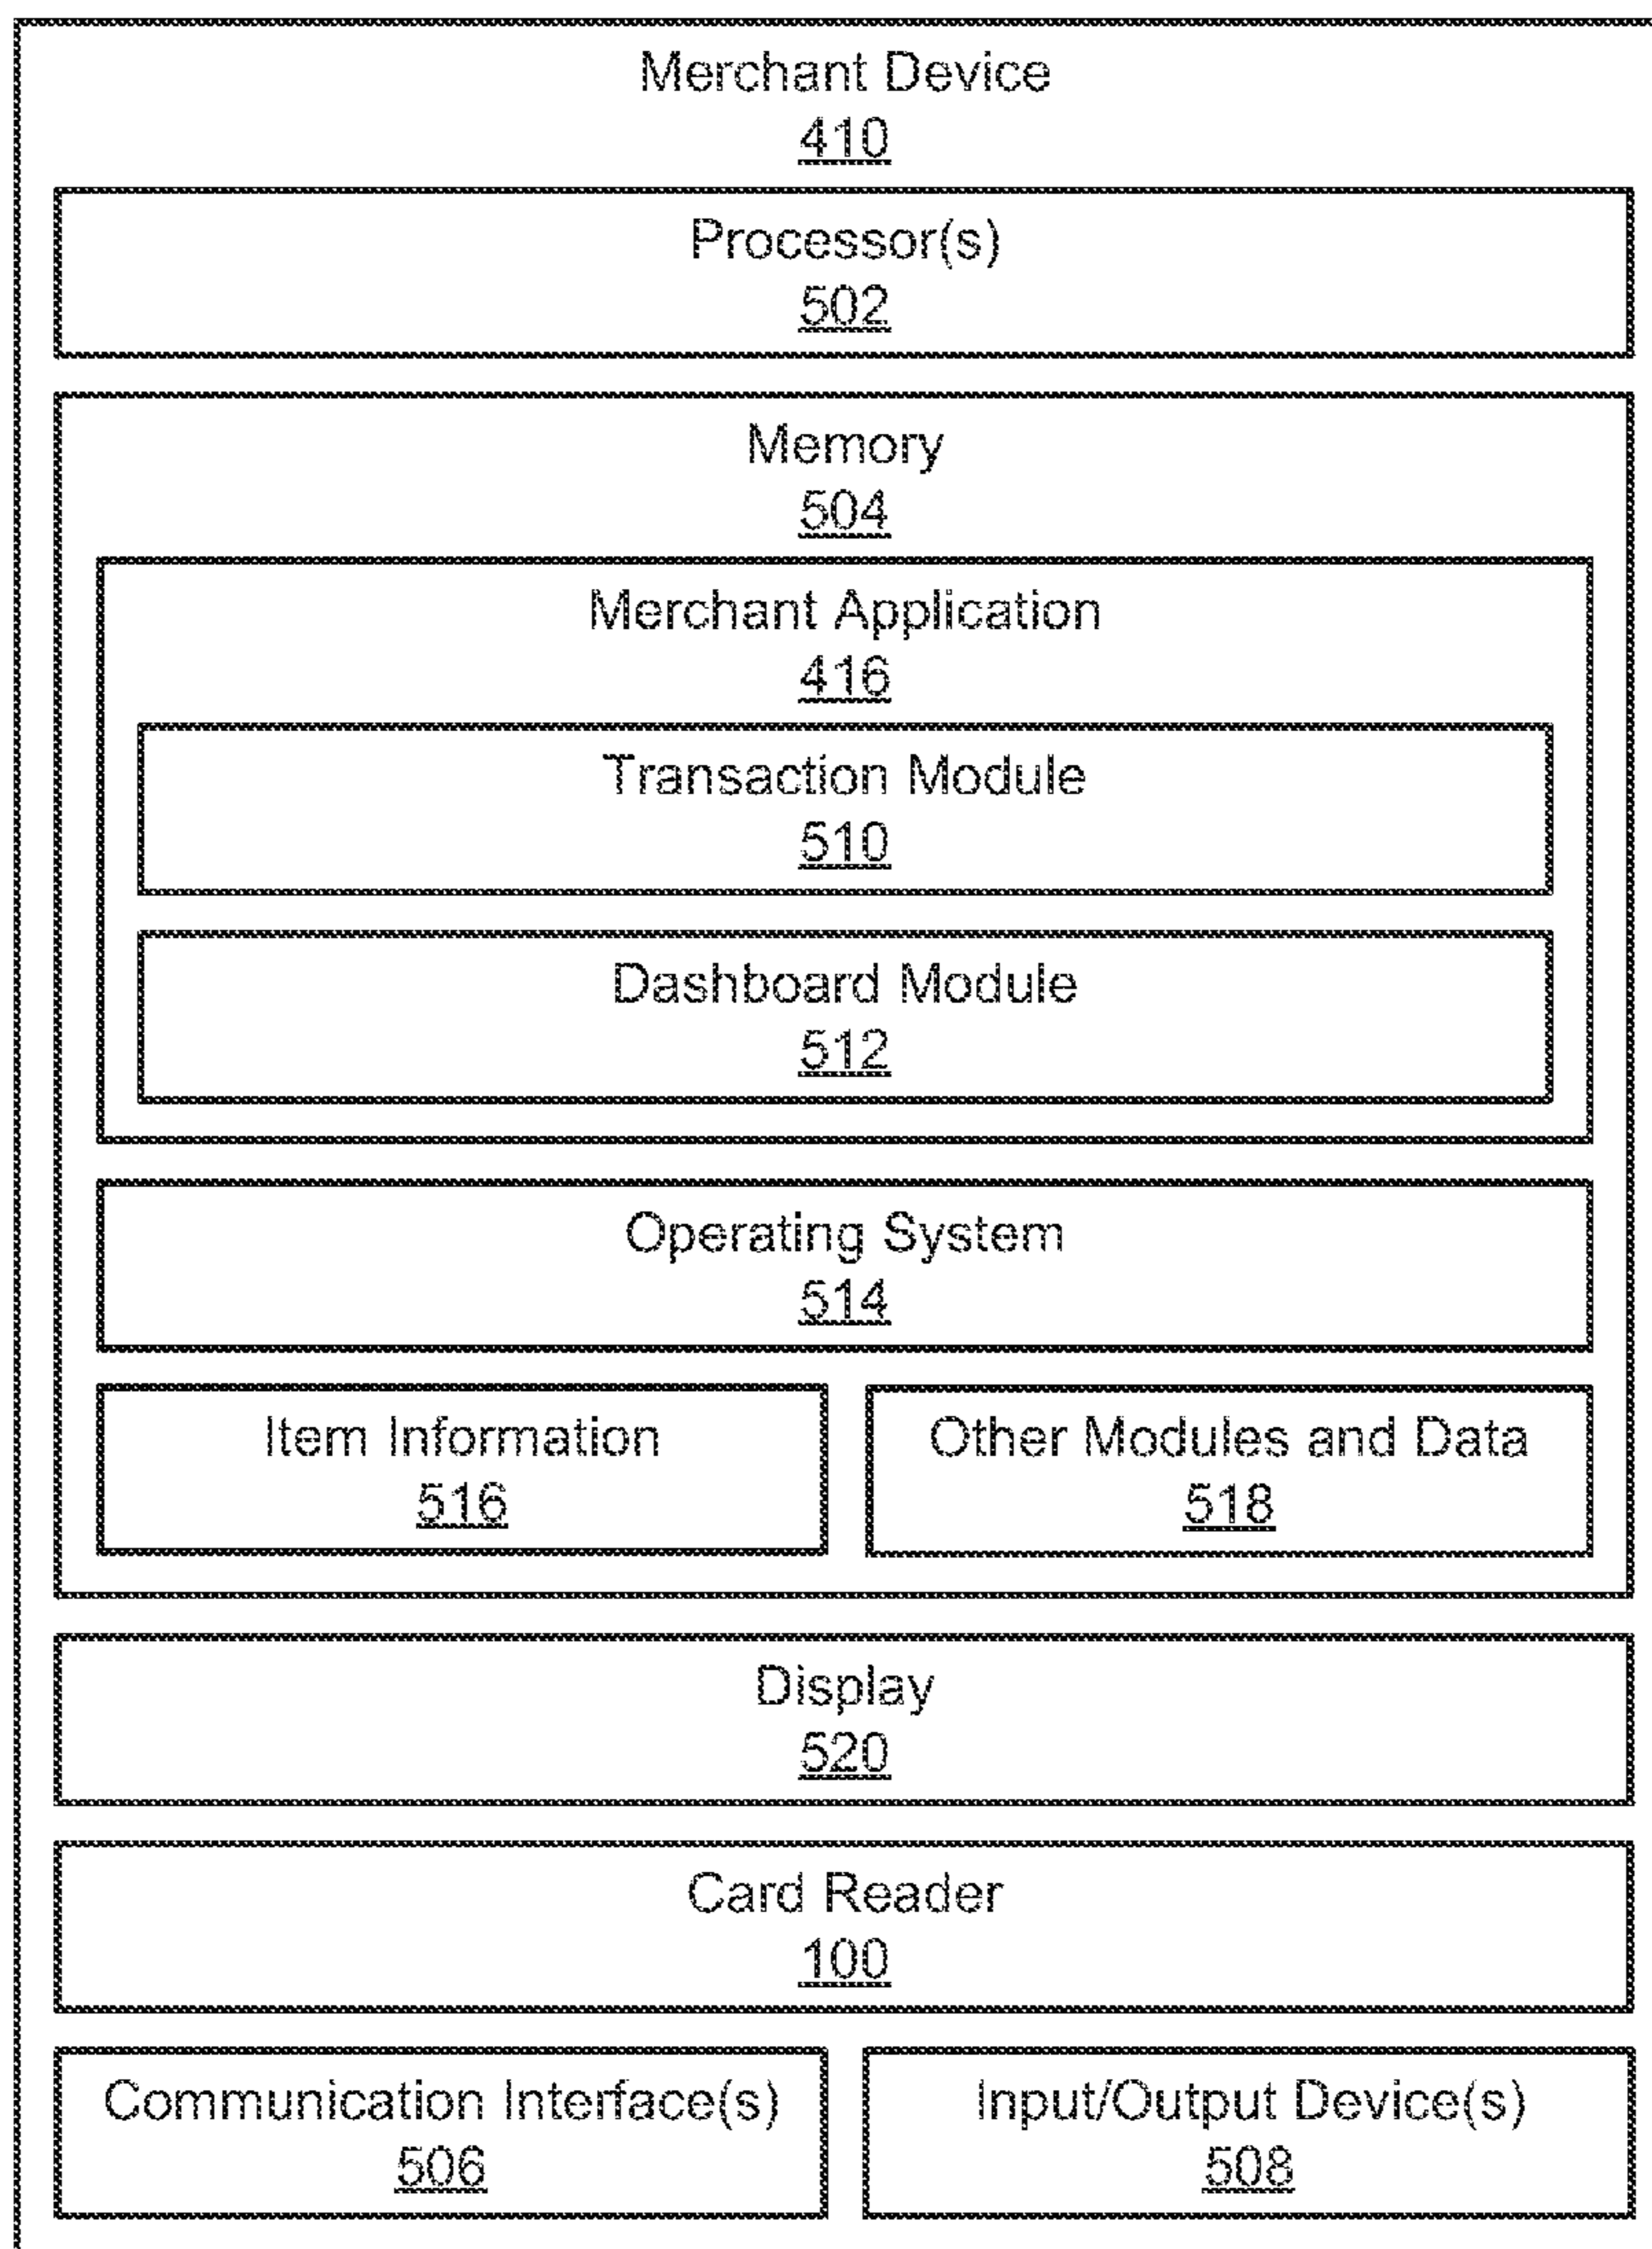 Merchant Device
410
Processor(s)
502
Memory
504
Merchant Application
416
Transaction Module
510
Dashboard Module
512
Operating System
514
Item Information
516
Other Modules and Data
518
Display
520
Card Reader
100
Communication Interface(s)
506
Input/Output Device(s)
508